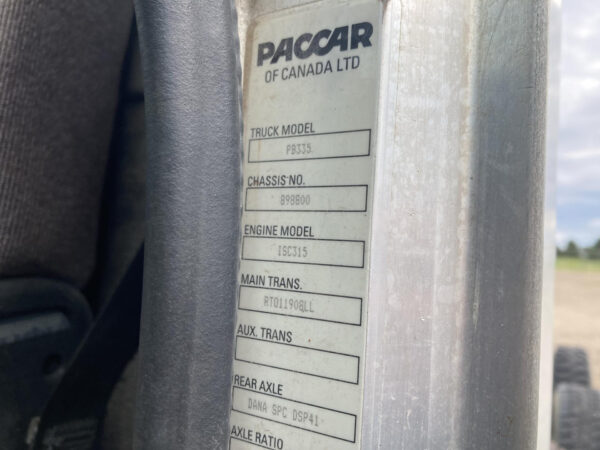 PACCAR
OF CANADA LTD
TRUCK MODEL
PB335
CHASSIS NO.
898800
ENGINE MODEL
ISC315
MAIN TRANS.
RTO11908LL
AUX. TRANS
REAR AXLE
DANA SPC DSP41
AXLE RATIO